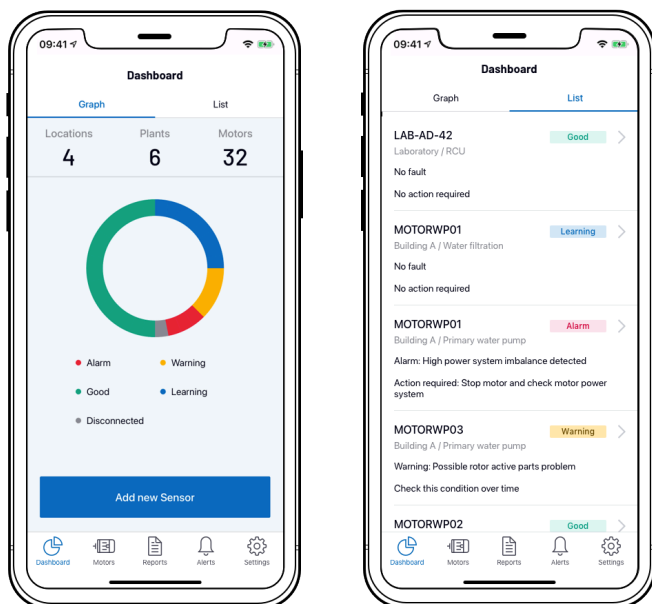 09:41
Dashboard
Graph List
Locations Plants Motors
4 6 32
Alarm Warning
Good Learning
Disconnected
Add new Sensor
Dashboard Motors Reports Alerts Settings
09:41
Dashboard
Graph List
LAB-AD-42 Good
Laboratory / RCU
No fault
No action required
MOTORWP01 Learning
Building A / Water filtration
No fault
No action required
MOTORWP01 Alarm
Building A / Primary water pump
Alarm: High power system imbalance detected
Action required: Stop motor and check motor power
system
MOTORWP03 Warning
Building A / Primary water pump
Warning: Possible rotor active parts problem
Check this condition over time
MOTORWP02 Good
Dashboard Motors Reports Alerts Settings